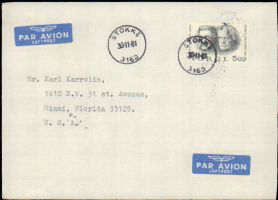 PAR AVION
LUFTPOST
STOKKE
30-11-81
3160
STOKKE
30-11-81
3160
5.00
Mr. Karl Karrolin,
1610 N.W. 31 st. Avenue,
Miami, Florida 33125.
U. S. A.
PAR AVION
LUFTPOST